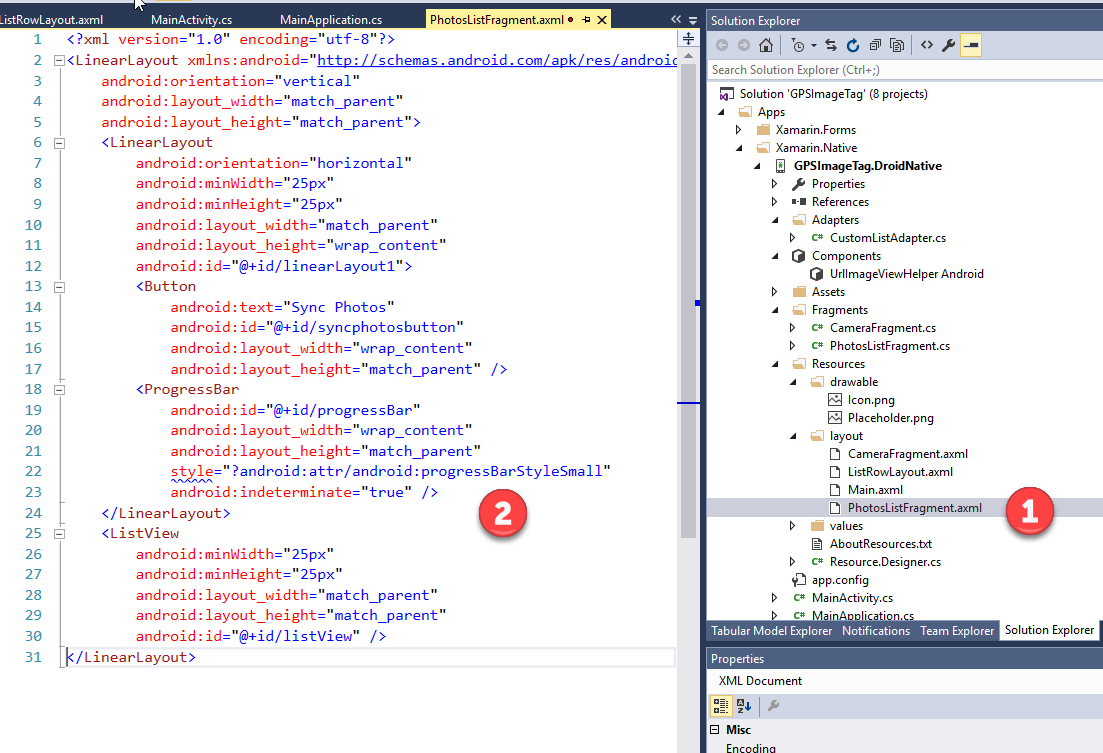 ListRowLayout.axml MainActivity.cs MainApplication.cs PhotosListFragment.axml
1 <?xml version="1.0" encoding="utf-8"?>
2 <LinearLayout xmlns:android="http://schemas.android.com/apk/res/android
3 android:orientation="vertical"
4 android:layout_width="match_parent"
5 android:layout_height="match_parent">
6 <LinearLayout
7 android:orientation="horizontal"
8 android:minWidth="25px"
9 android:minHeight="25px"
10 android:layout_width="match_parent"
11 android:layout_height="wrap_content"
12 android:id="@+id/linearLayout1">
13 <Button
14 android:text="Sync Photos"
15 android:id="@+id/syncphotosbutton"
16 android:layout_width="wrap_content"
17 android:layout_height="match_parent" />
18 <ProgressBar
19 android:id="@+id/progressBar"
20 android:layout_width="wrap_content"
21 android:layout_height="match_parent"
22 style="?android:attr/android:progressBarStyleSmall"
23 android:indeterminate="true" />
24 </LinearLayout>
25 <ListView
26 android:minWidth="25px"
27 android:minHeight="25px"
28 android:layout_width="match_parent"
29 android:layout_height="match_parent"
30 android:id="@+id/listView" />
31 </LinearLayout>
2
Solution Explorer
Search Solution Explorer (Ctrl+;)
Solution 'GPSImageTag' (8 projects)
Apps
Xamarin.Forms
Xamarin.Native
GPSImageTag.DroidNative
Properties
References
Adapters
C# CustomListAdapter.cs
Components
UrlImageViewHelper Android
Assets
Fragments
C# CameraFragment.cs
C# PhotosListFragment.cs
Resources
drawable
Icon.png
Placeholder.png
layout
CameraFragment.axml
ListRowLayout.axml
Main.axml
PhotosListFragment.axml
1
values
AboutResources.txt
C# Resource.Designer.cs
app.config
C# MainActivity.cs
C# MainApplication.cs
Tabular Model Explorer Notifications Team Explorer Solution Explorer
Properties
XML Document
Misc
Encoding